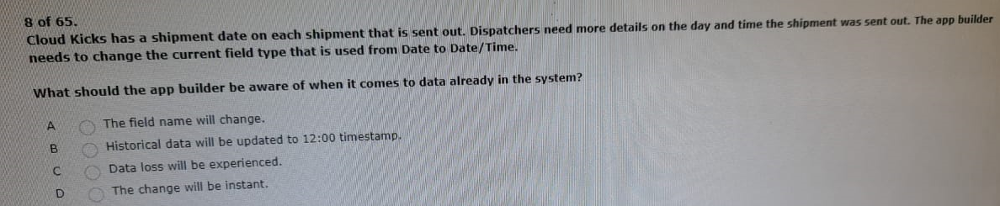 8 of 65.
Cloud Kicks has a shipment date on each shipment that is sent out. Dispatchers need more details on the day and time the shipment was sent out. The app builder
needs to change the current field type that is used from Date to Date/Time.
What should the app builder be aware of when it comes to data already in the system?
A The field name will change.
B Historical data will be updated to 12:00 timestamp.
C Data loss will be experienced.
D The change will be instant.